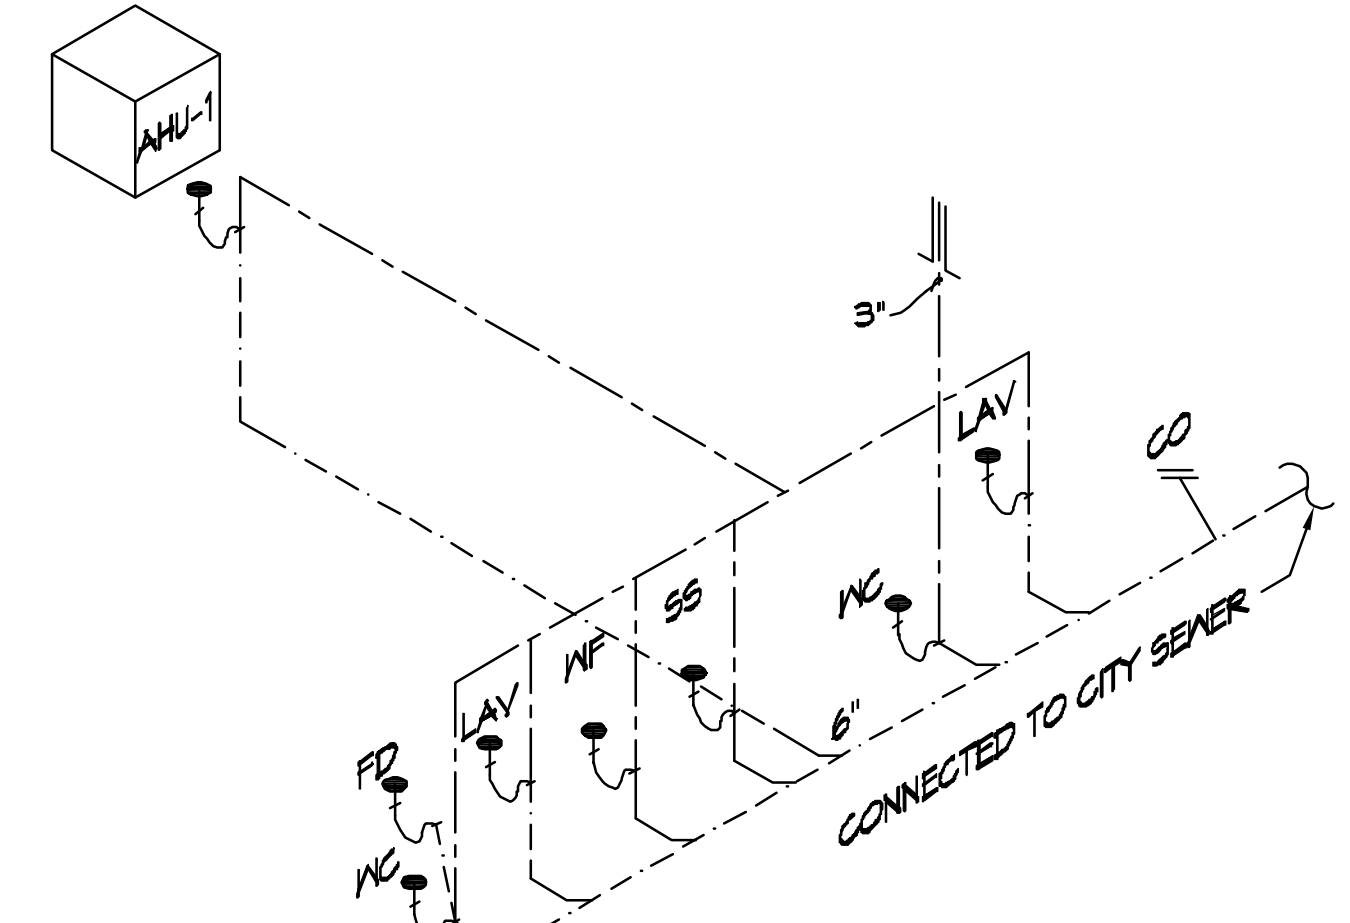 AHU-1
3"
LAV
CO
SS
WC
WF
LAV
6"
FD
CONNECTED TO CITY SEWER
WC